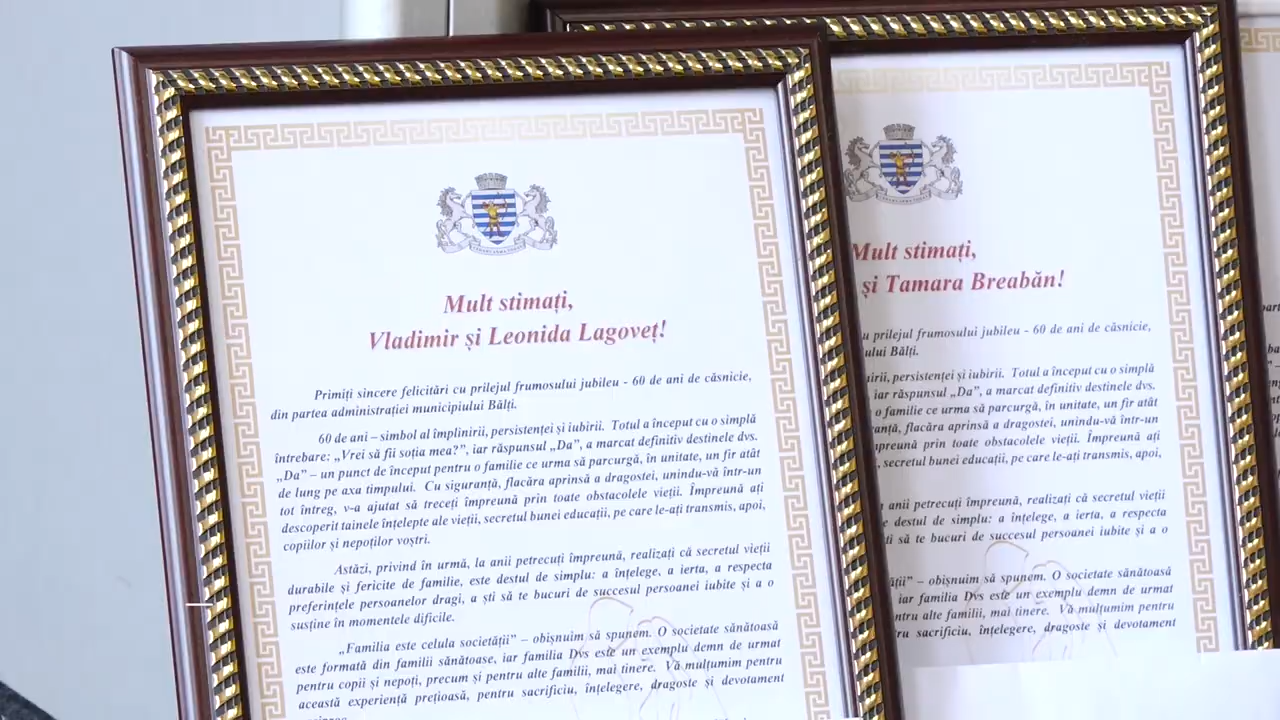 Mult stimați,
Vladimir și Leonida Lagoveț!
Primiți sincere felicitări cu prilejul frumosului jubileu - 60 de ani de căsnicie,
din partea administrației municipiului Bălți.
60 de ani – simbol al împlinirii, persistenței și iubirii. Totul a început cu o simplă
întrebare: „Vrei să fii soția mea?”, iar răspunsul „Da”, a marcat definitiv destinele dvs.
„Da” – un punct de început pentru o familie ce urma să parcurgă, în unitate, un fir atât
de lung pe axa timpului. Cu siguranță, flacăra aprinsă a dragostei, unindu-vă într-un
tot întreg, v-a ajutat să treceți împreună prin toate obstacolele vieții. Împreună ați
descoperit tainele înțelepte ale vieții, secretul bunei educații, pe care le-ați transmis, apoi,
copiilor și nepoților voștri.
Astăzi, privind în urmă, la anii petrecuți împreună, realizați că secretul vieții
durabile și fericite de familie, este destul de simplu: a înțelege, a ierta, a respecta
preferințele persoanelor dragi, a ști să te bucuri de succesul persoanei iubite și a o
susține în momentele dificile.
„Familia este celula societății” – obișnuim să spunem. O societate sănătoasă
este formată din familii sănătoase, iar familia Dvs este un exemplu demn de urmat
pentru copii și nepoți, precum și pentru alte familii, mai tinere. Vă mulțumim pentru
această experiență prețioasă, pentru sacrificiu, înțelegere, dragoste și devotament
Mult stimați,
și Tamara Breabăn!
u prilejul frumosului jubileu - 60 de ani de căsnicie,
ului Bălți.
irii, persistenței și iubirii. Totul a început cu o simplă
iar răspunsul „Da”, a marcat definitiv destinele dvs.
o familie ce urma să parcurgă, în unitate, un fir atât
ranță, flacăra aprinsă a dragostei, unindu-vă într-un
preună prin toate obstacolele vieții. Împreună ați
, secretul bunei educații, pe care le-ați transmis, apoi,
anii petrecuți împreună, realizați că secretul vieții
e destul de simplu: a înțelege, a ierta, a respecta
ti să te bucuri de succesul persoanei iubite și a o
ății” – obișnuim să spunem. O societate sănătoasă
iar familia Dvs este un exemplu demn de urmat
ntru alte familii, mai tinere. Vă mulțumim pentru
ru sacrificiu, înțelegere, dragoste și devotament